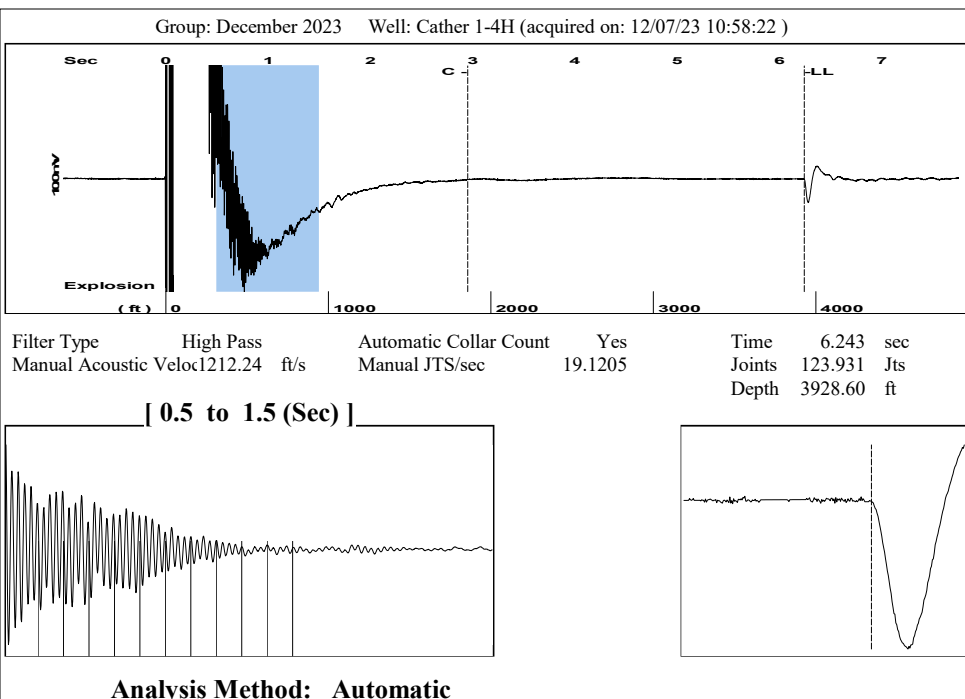 Group: December 2023 Well: Cather 1-4H (acquired on: 12/07/23 10:58:22 )
Sec 0 1 2 3 4 5 6 7
C LL
100mV
Explosion
( ft ) 0 1000 2000 3000 4000
Filter Type High Pass Automatic Collar Count Yes Time 6.243 sec
Manual Acoustic Veloc1212.24 ft/s Manual JTS/sec 19.1205 Joints 123.931 Jts
Depth 3928.60 ft
[ 0.5 to 1.5 (Sec) ]
Analysis Method: Automatic